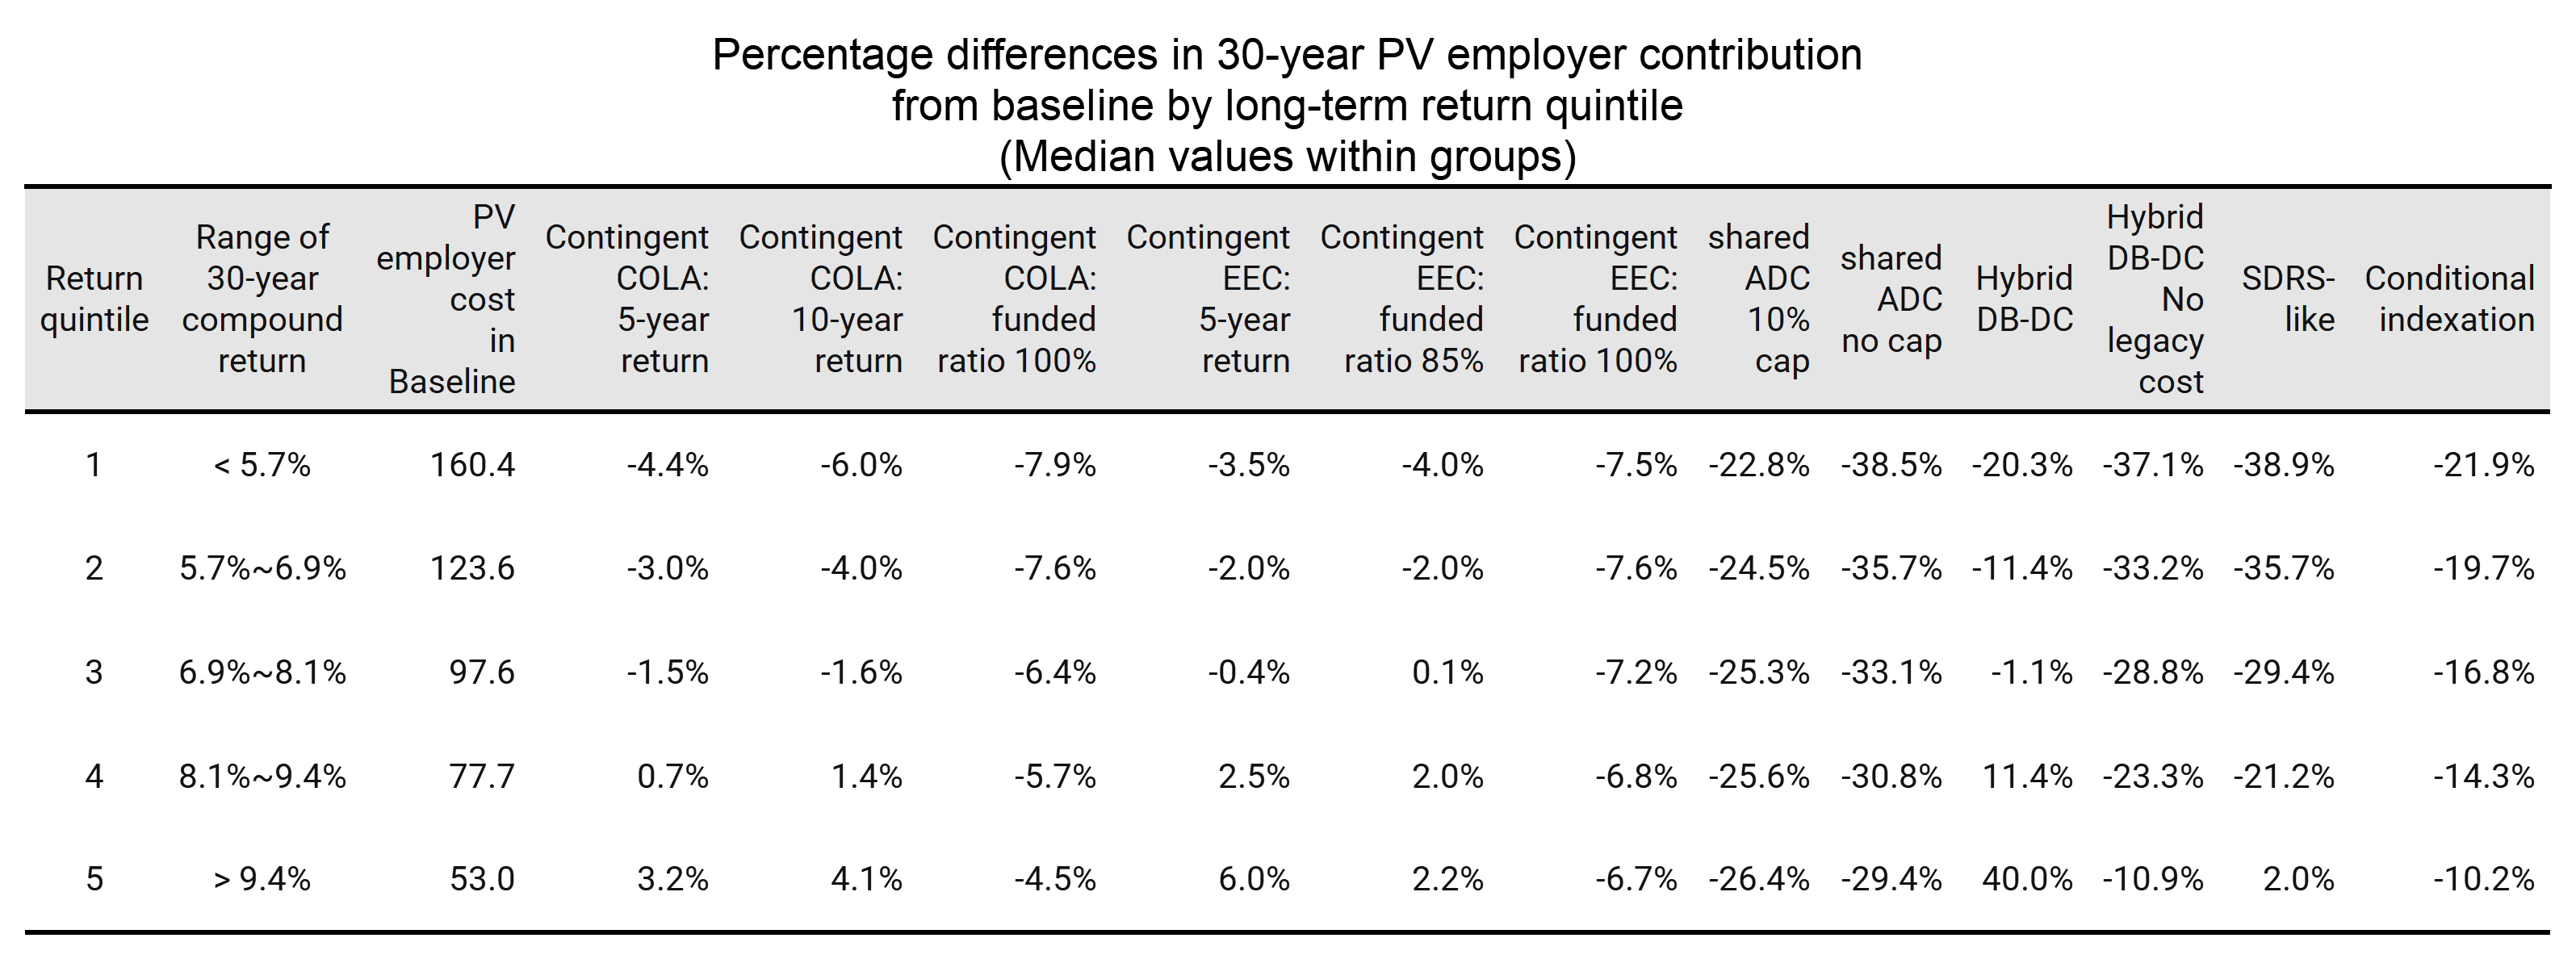 Percentage differences in 30-year PV employer contribution
from baseline by long-term return quintile
(Median values within groups)
Return
quintile
Range of
30-year
compound
return
PV
employer
cost
in
Baseline
Contingent
COLA:
5-year
return
Contingent
COLA:
10-year
return
Contingent
COLA:
funded
ratio 100%
Contingent
EEC:
5-year
return
Contingent
EEC:
funded
ratio 85%
Contingent
EEC:
funded
ratio 100%
shared
ADC
10%
cap
shared
ADC
no cap
Hybrid
DB-DC
Hybrid
DB-DC
No
legacy
cost
SDRS-
like
Conditional
indexation
1 < 5.7% 160.4 -4.4% -6.0% -7.9% -3.5% -4.0% -7.5% -22.8% -38.5% -20.3% -37.1% -38.9% -21.9%
2 5.7%~6.9% 123.6 -3.0% -4.0% -7.6% -2.0% -2.0% -7.6% -24.5% -35.7% -11.4% -33.2% -35.7% -19.7%
3 6.9%~8.1% 97.6 -1.5% -1.6% -6.4% -0.4% 0.1% -7.2% -25.3% -33.1% -1.1% -28.8% -29.4% -16.8%
4 8.1%~9.4% 77.7 0.7% 1.4% -5.7% 2.5% 2.0% -6.8% -25.6% -30.8% 11.4% -23.3% -21.2% -14.3%
5 > 9.4% 53.0 3.2% 4.1% -4.5% 6.0% 2.2% -6.7% -26.4% -29.4% 40.0% -10.9% 2.0% -10.2%